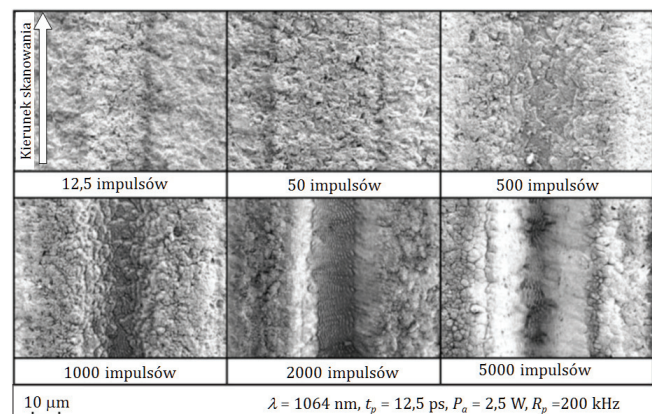 Kierunek skanowania
12,5 impulsów
50 impulsów
500 impulsów
1000 impulsów
2000 impulsów
5000 impulsów
10 μm
λ = 1064 nm, tp = 12,5 ps, Pa = 2,5 W, Rp =200 kHz